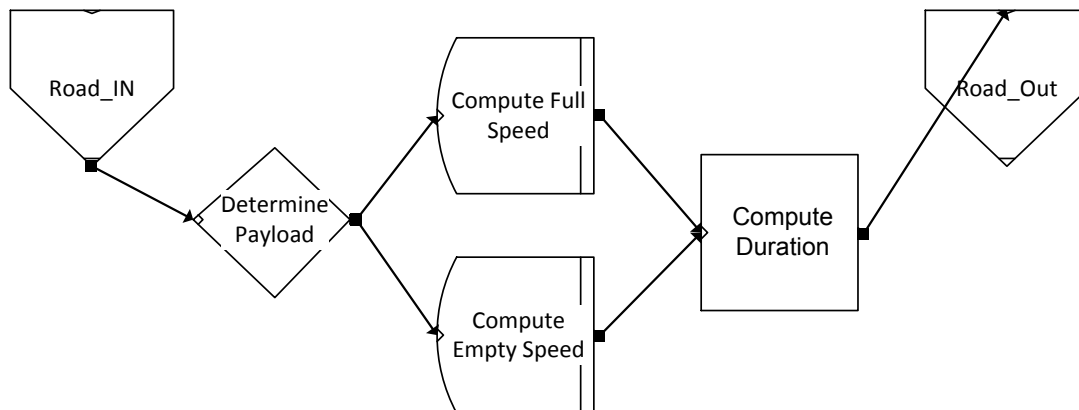 Road_IN
Determine
Payload
Compute Full
Speed
Compute
Empty Speed
Compute
Duration
Road_Out